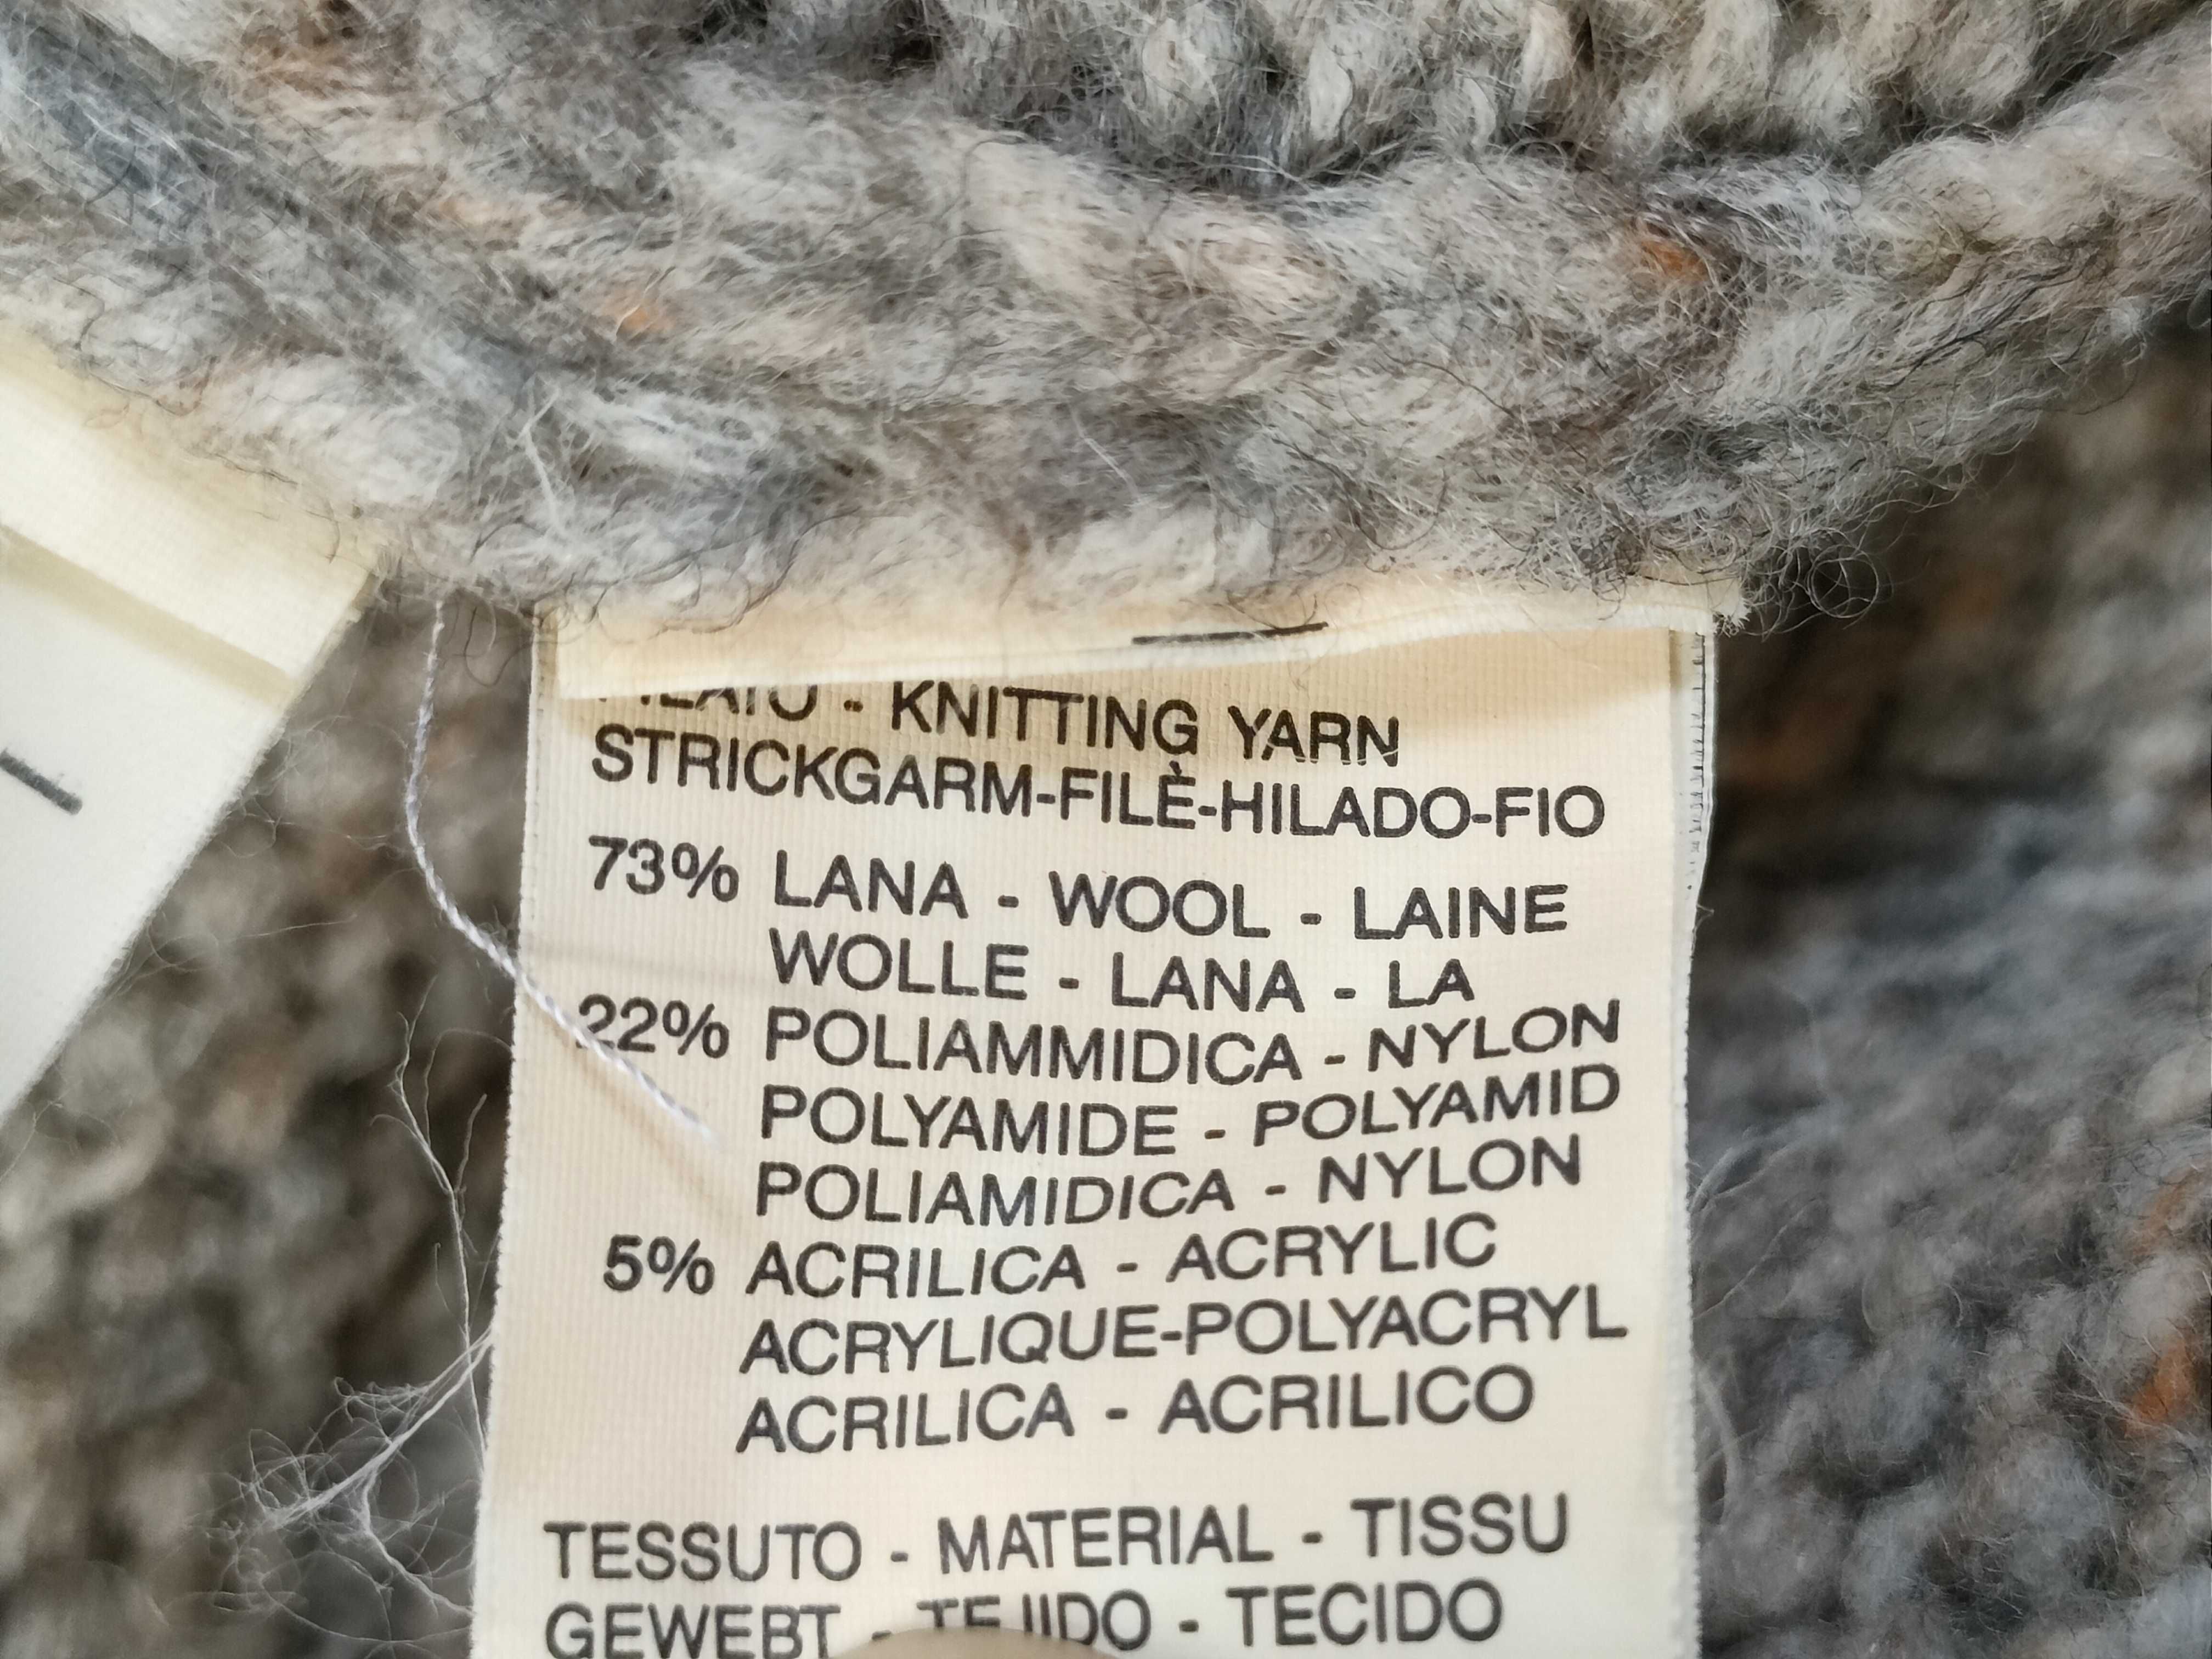 FILATO - KNITTING YARN
STRICKGARM-FILÈ-HILADO-FIO
73% LANA - WOOL - LAINE
WOLLE - LANA - LA
22% POLIAMMIDICA - NYLON
POLYAMIDE - POLYAMID
POLIAMIDICA - NYLON
5% ACRILICA - ACRYLIC
ACRYLIQUE-POLYACRYL
ACRILICA - ACRILICO
TESSUTO - MATERIAL - TISSU
GEWEBT - TEJIDO - TECIDO